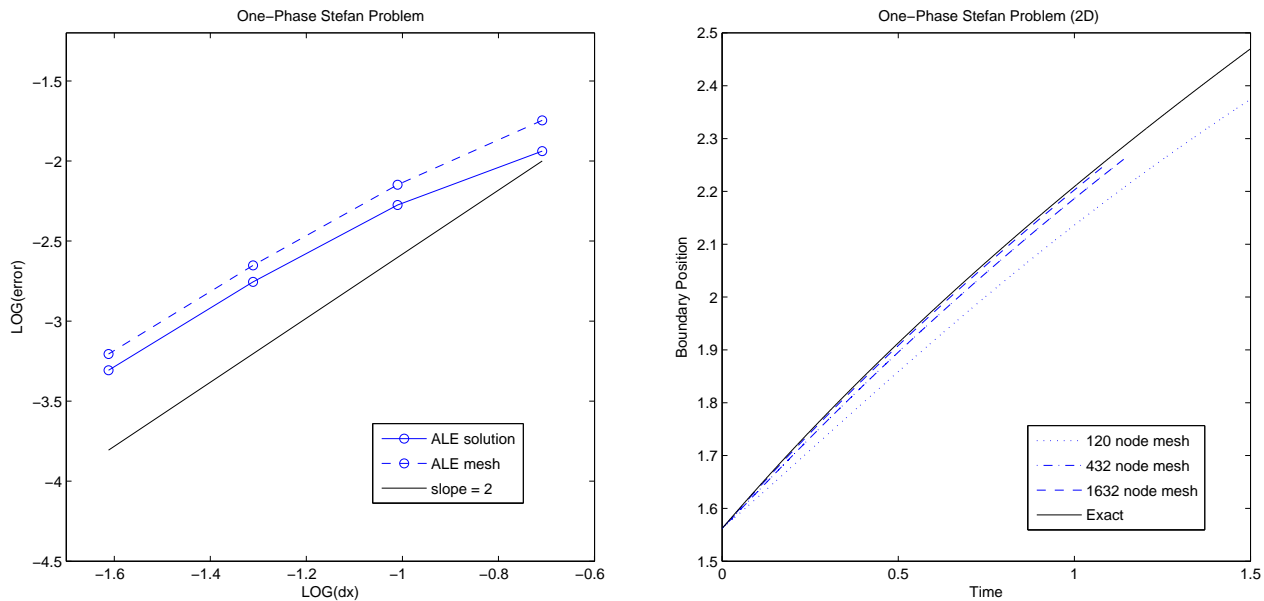 One−Phase Stefan Problem
−1.5
−2
−2.5
−3
−3.5
−4
−4.5
LOG(error)
ALE solution
ALE mesh
slope = 2
−1.6
−1.4
−1.2
−1
−0.8
−0.6
LOG(dx)
One−Phase Stefan Problem (2D)
2.5
2.4
2.3
2.2
2.1
2
1.9
1.8
1.7
1.6
1.5
Boundary Position
120 node mesh
432 node mesh
1632 node mesh
Exact
0
0.5
1
1.5
Time